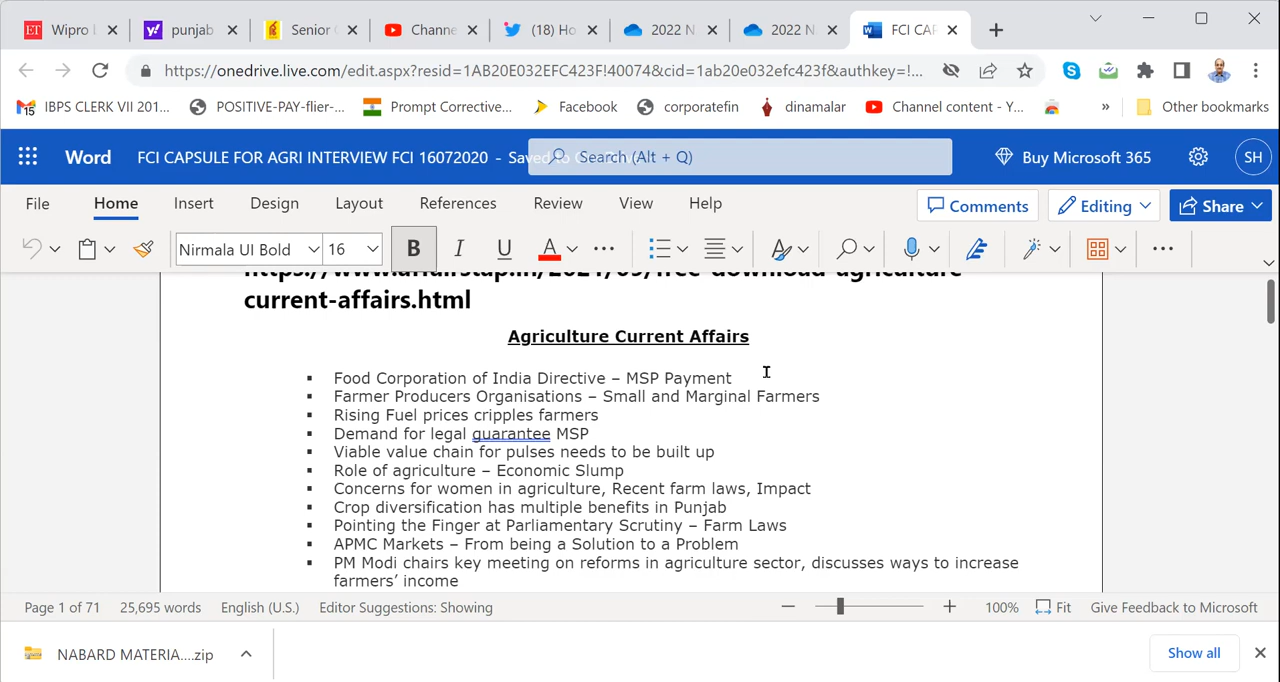 Wipro
punjab
Senior
Channe
(18) Ho
2022 N
2022 N
FCI CAP
https://onedrive.live.com/edit.aspx?resid=1AB20E032EFC423F!40074&cid=1ab20e032efc423f&authkey=!...
IBPS CLERK VII 201... POSITIVE-PAY-flier-... Prompt Corrective... Facebook corporatefin dinamalar Channel content - Y... » Other bookmarks
Word FCI CAPSULE FOR AGRI INTERVIEW FCI 16072020 - Saved Search (Alt + Q) Buy Microsoft 365 SH
File Home Insert Design Layout References Review View Help Comments Editing Share
Nirmala UI Bold 16 B I U A
current-affairs.html
Agriculture Current Affairs
▪ Food Corporation of India Directive – MSP Payment
▪ Farmer Producers Organisations – Small and Marginal Farmers
▪ Rising Fuel prices cripples farmers
▪ Demand for legal guarantee MSP
▪ Viable value chain for pulses needs to be built up
▪ Role of agriculture – Economic Slump
▪ Concerns for women in agriculture, Recent farm laws, Impact
▪ Crop diversification has multiple benefits in Punjab
▪ Pointing the Finger at Parliamentary Scrutiny – Farm Laws
▪ APMC Markets – From being a Solution to a Problem
▪ PM Modi chairs key meeting on reforms in agriculture sector, discusses ways to increase
farmers’ income
Page 1 of 71 25,695 words English (U.S.) Editor Suggestions: Showing 100% Fit Give Feedback to Microsoft
NABARD MATERIA....zip Show all